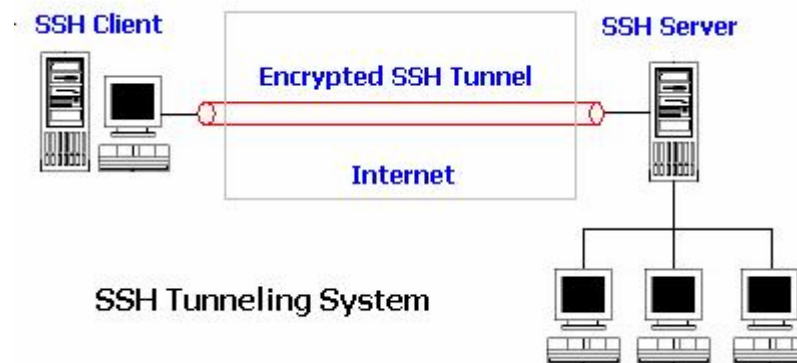 SSH Client
SSH Server
Encrypted SSH Tunnel
Internet
SSH Tunneling System